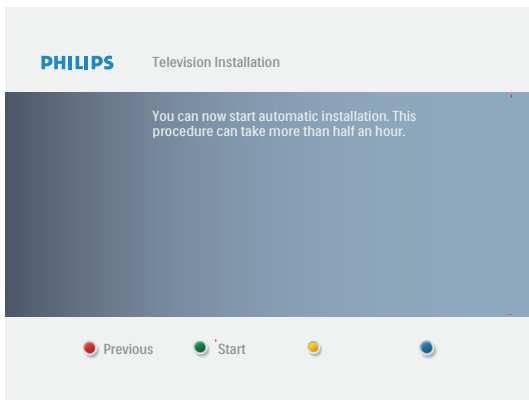 PHILIPS
Television Installation
You can now start automatic installation. This
procedure can take more than half an hour.
Previous
Start